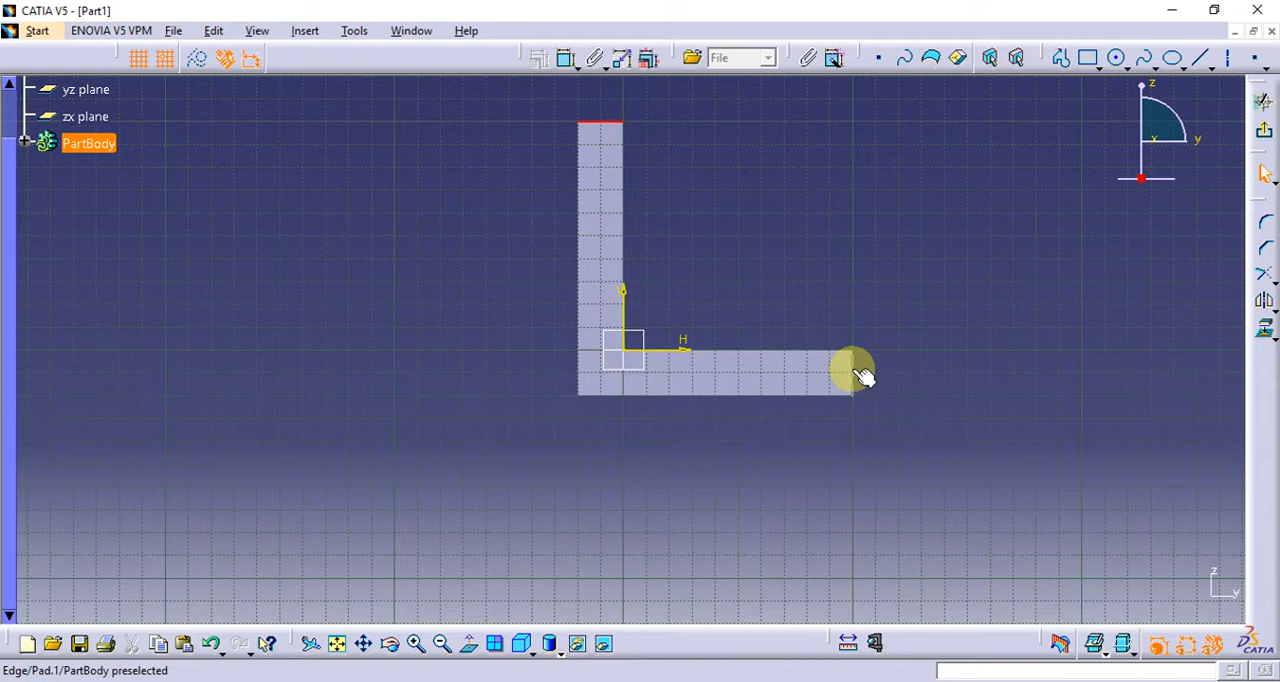 CATIA V5 - [Part1]
Start ENOVIA V5 VPM File Edit View Insert Tools Window Help
File
yz plane
zx plane
PartBody
z
x
y
H
z
y
CATIA
Edge/Pad.1/PartBody preselected